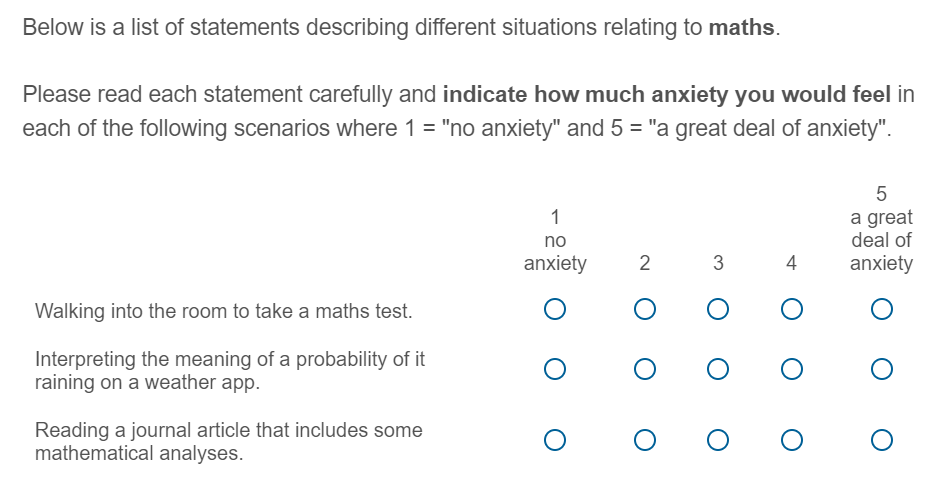 Below is a list of statements describing different situations relating to maths.
Please read each statement carefully and indicate how much anxiety you would feel in
each of the following scenarios where 1 = "no anxiety" and 5 = "a great deal of anxiety".
1
no
anxiety
2
3
4
5
a great
deal of
anxiety
Walking into the room to take a maths test.
Interpreting the meaning of a probability of it
raining on a weather app.
Reading a journal article that includes some
mathematical analyses.